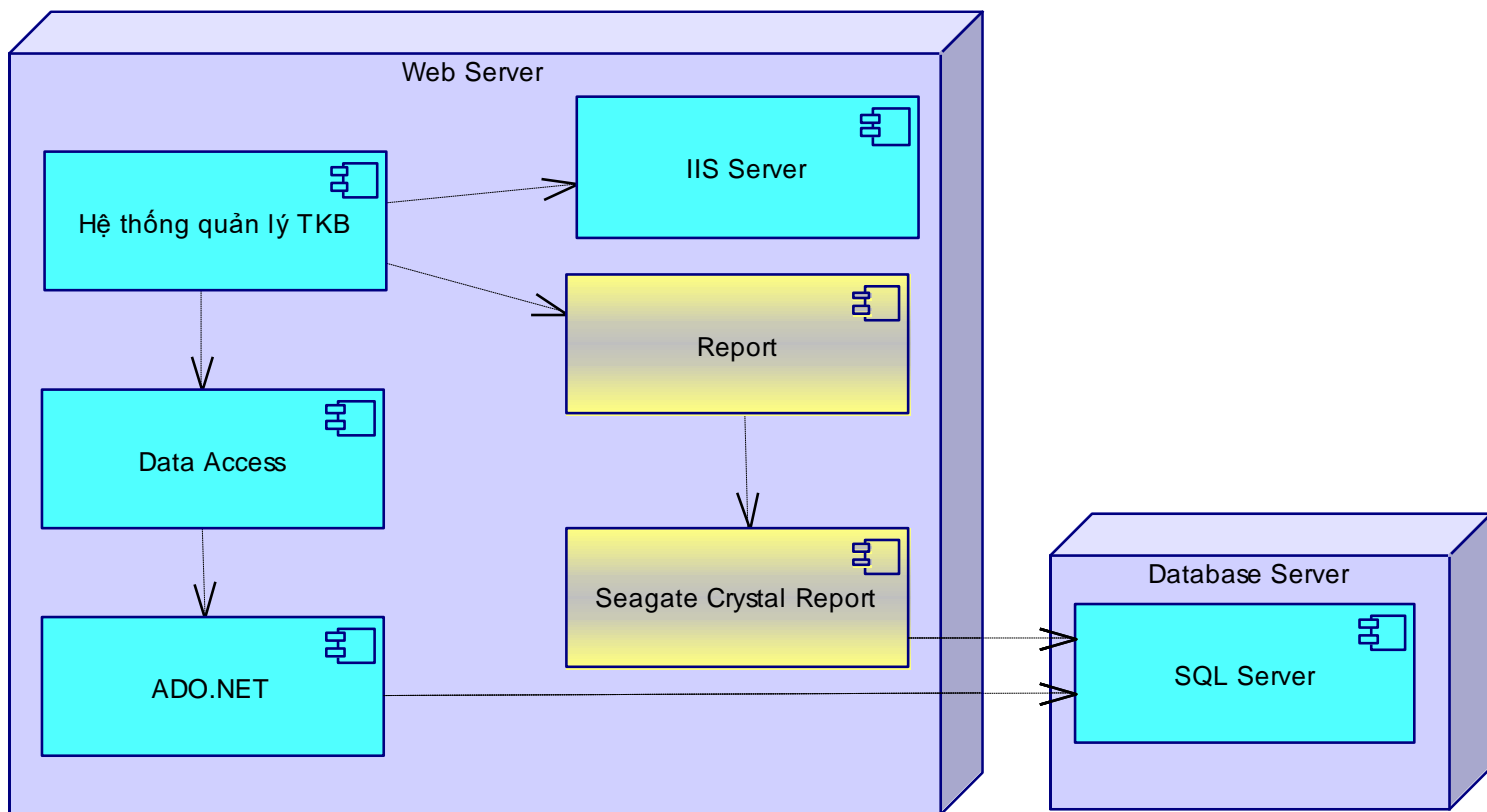 Web Server
IIS Server
Hệ thống quản lý TKB
Report
Data Access
Seagate Crystal Report
ADO.NET
Database Server
SQL Server